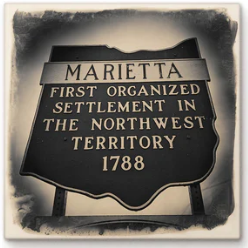 MARIETTA
FIRST ORGANIZED
SETTLEMENT IN
THE NORTHWEST
TERRITORY
1788